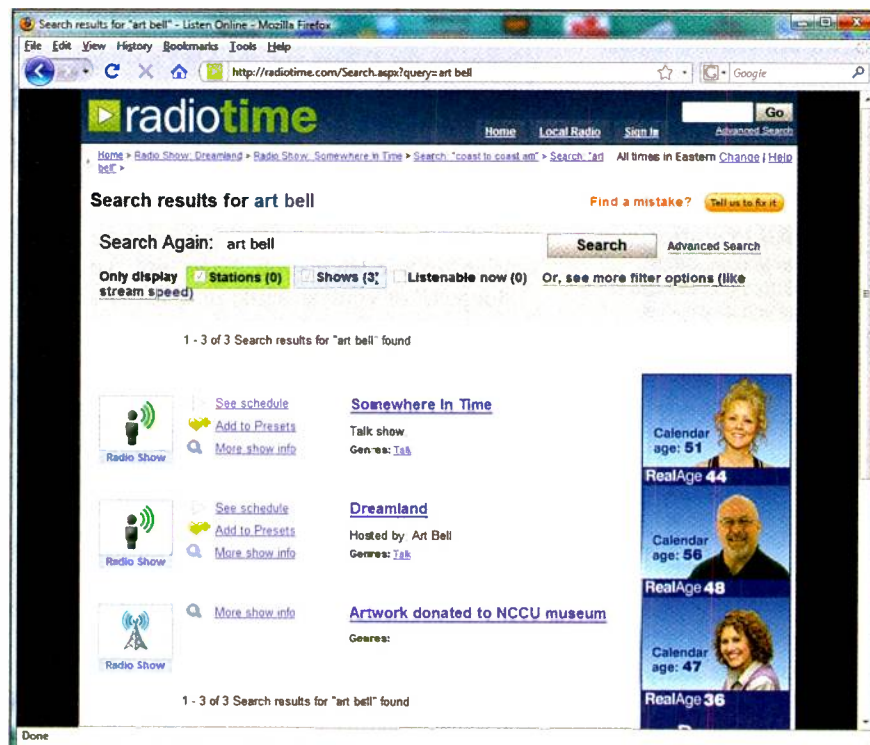 Search results for "art bell" - Listen Online - Mozilla Firefox
File Edit View History Bookmarks Tools Help
http://radiotime.com/Search.aspx?query=art bell
Google
radiotime
Go
Home Local Radio Sign In Advanced Search
Home > Radio Show: Dreamland > Radio Show: Somewhere in Time > Search: "coast to coast am" > Search: "art All times in Eastern Change | Help
bell" >
Search results for art bell
Find a mistake? Tell us to fix it
Search Again: art bell Search Advanced Search
Only display Stations (0) Shows (3) Listenable now (0) Or, see more filter options (like
stream speed)
1 - 3 of 3 Search results for "art bell" found
Radio Show
See schedule
Add to Presets
More show info
Somewhere In Time
Talk show
Genres: Talk
Radio Show
See schedule
Add to Presets
More show info
Dreamland
Hosted by Art Bell
Genres: Talk
Radio Show
More show info
Artwork donated to NCCU museum
Genres:
1 - 3 of 3 Search results for "art bell" found
Calendar
age: 51
RealAge 44
Calendar
age: 56
RealAge 48
Calendar
age: 47
RealAge 36
Done